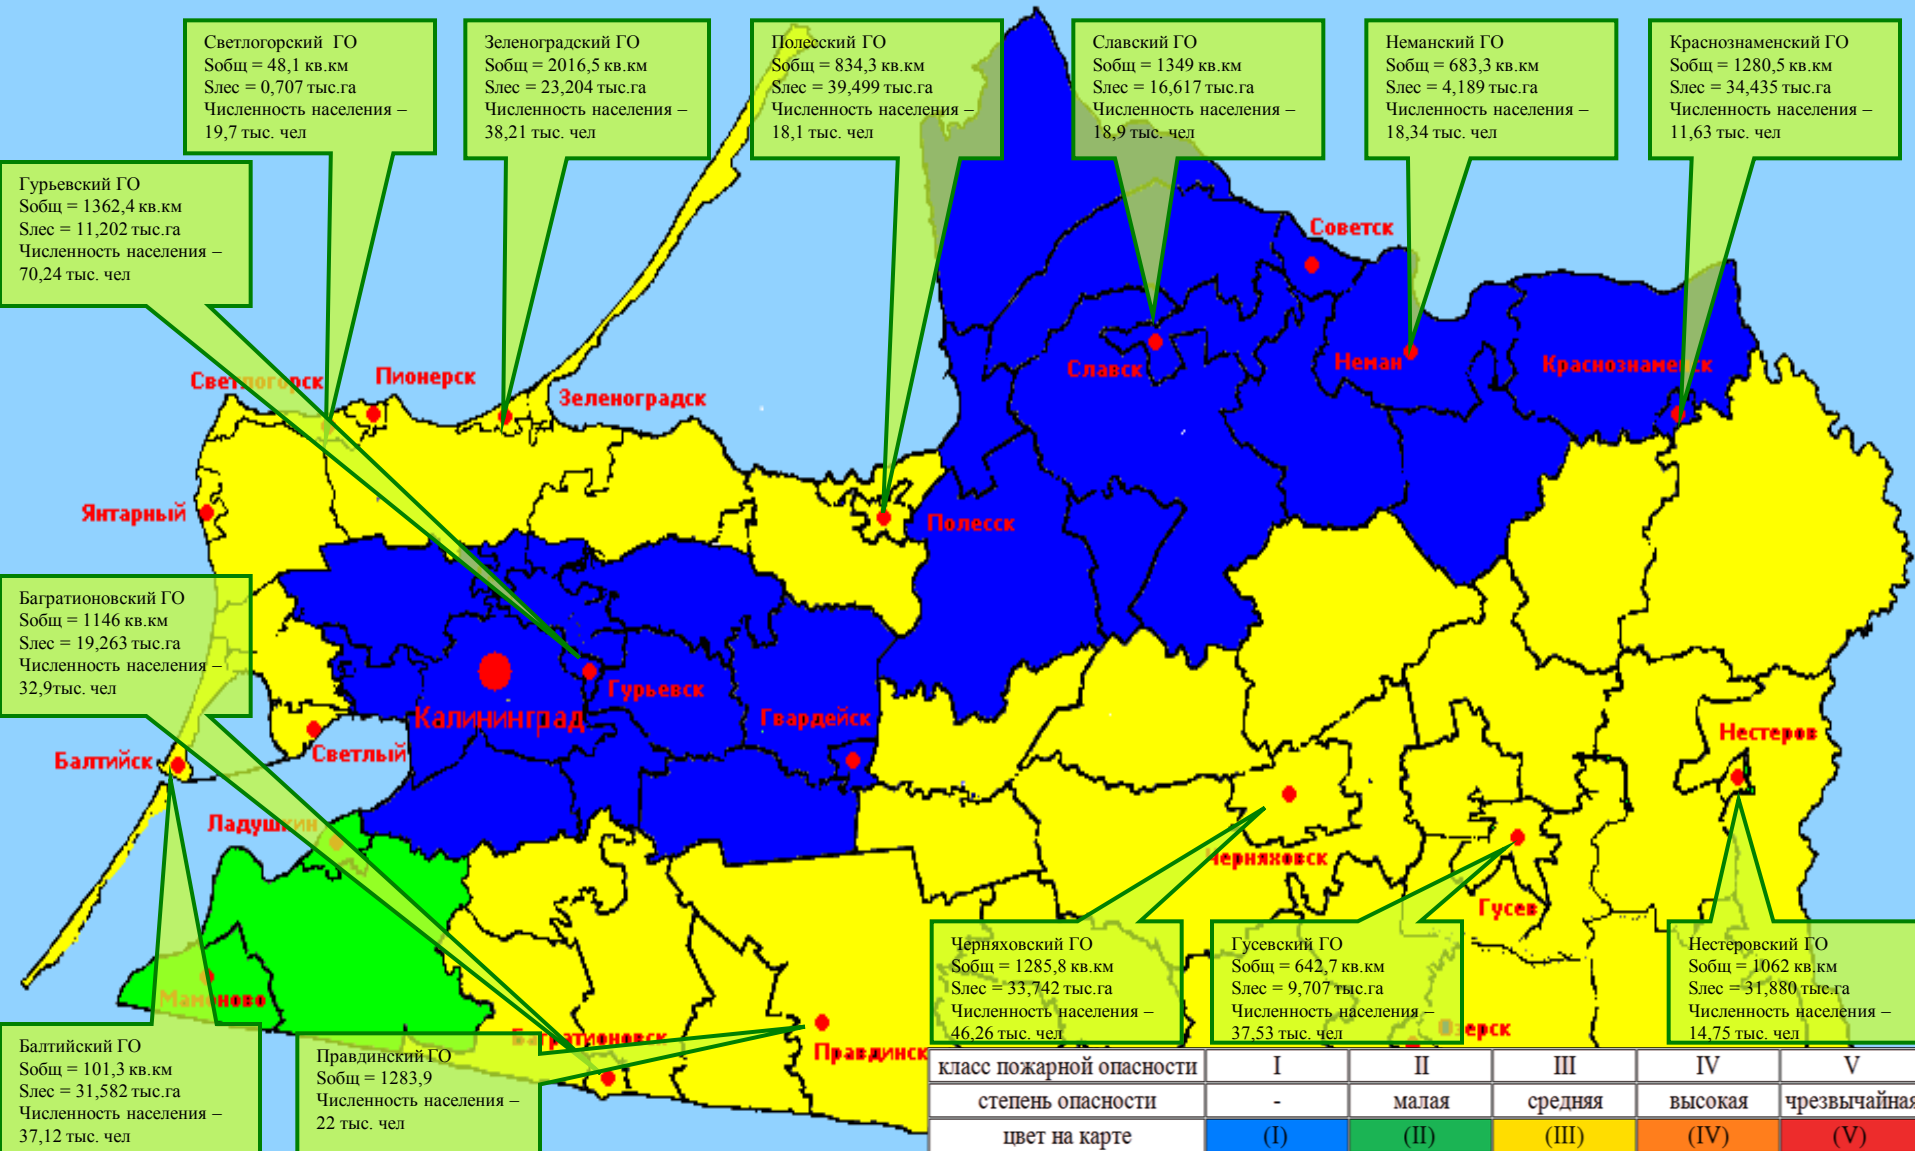 Светлогорский ГО
Sобщ = 48,1 кв.км
Sлес = 0,707 тыс.га
Численность населения –
19,7 тыс. чел
Зеленоградский ГО
Sобщ = 2016,5 кв.км
Sлес = 23,204 тыс.га
Численность населения –
38,21 тыс. чел
Полесский ГО
Sобщ = 834,3 кв.км
Sлес = 39,499 тыс.га
Численность населения –
18,1 тыс. чел
Славский ГО
Sобщ = 1349 кв.км
Sлес = 16,617 тыс.га
Численность населения –
18,9 тыс. чел
Неманский ГО
Sобщ = 683,3 кв.км
Sлес = 4,189 тыс.га
Численность населения –
18,34 тыс. чел
Краснознаменский ГО
Sобщ = 1280,5 кв.км
Sлес = 34,435 тыс.га
Численность населения –
11,63 тыс. чел
Гурьевский ГО
Sобщ = 1362,4 кв.км
Sлес = 11,202 тыс.га
Численность населения –
70,24 тыс. чел
Советск
Славск
Неман
Краснознаменск
Светлогорск
Пионерск
Зеленоградск
Янтарный
Полесск
Багратионовский ГО
Sобщ = 1146 кв.км
Sлес = 19,263 тыс.га
Численность населения –
32,9тыс. чел
Гурьевск
Калининград
Гвардейск
Светлый
Балтийск
Нестеров
Ладушкин
Черняховск
Гусев
Мамоново
Багратионовск
Правдинск
Озерск
Черняховский ГО
Sобщ = 1285,8 кв.км
Sлес = 33,742 тыс.га
Численность населения –
46,26 тыс. чел
Гусевский ГО
Sобщ = 642,7 кв.км
Sлес = 9,707 тыс.га
Численность населения –
37,53 тыс. чел
Нестеровский ГО
Sобщ = 1062 кв.км
Sлес = 31,880 тыс.га
Численность населения –
14,75 тыс. чел
Балтийский ГО
Sобщ = 101,3 кв.км
Sлес = 31,582 тыс.га
Численность населения –
37,12 тыс. чел
Правдинский ГО
Sобщ = 1283,9
Численность населения –
22 тыс. чел
класс пожарной опасности I II III IV V
степень опасности - малая средняя высокая чрезвычайная
цвет на карте (I) (II) (III) (IV) (V)